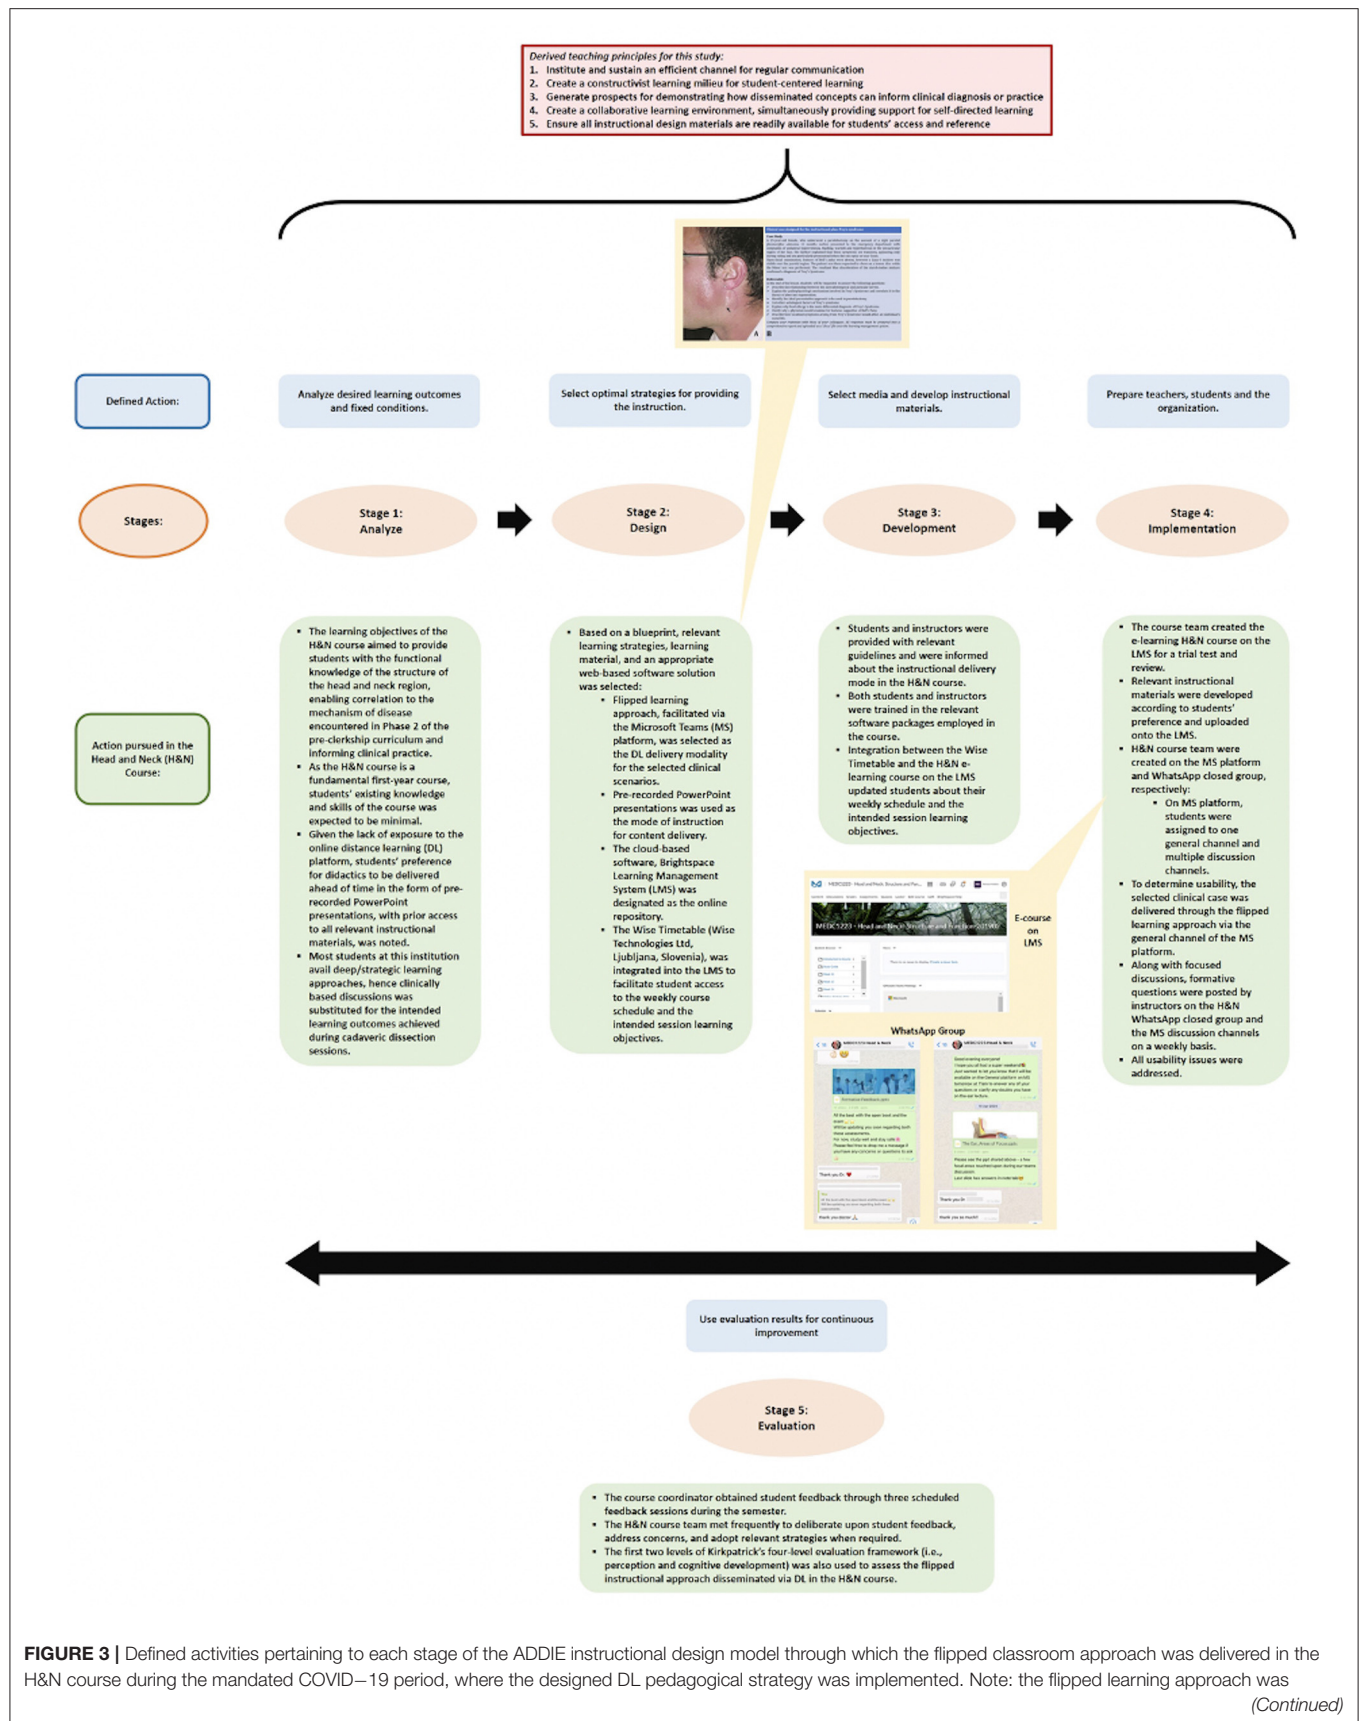 Derived teaching principles for this study:
1. Institute and sustain an efficient channel for regular communication
2. Create a constructivist learning milieu for student-centered learning
3. Generate prospects for demonstrating how disseminated concepts can inform clinical diagnosis or practice
4. Create a collaborative learning environment, simultaneously providing support for self-directed learning
5. Ensure all instructional design materials are readily available for students' access and reference
A
B
Defined Action:
Analyze desired learning outcomes
and fixed conditions.
Select optimal strategies for providing
the instruction.
Select media and develop instructional
materials.
Prepare teachers, students and the
organization.
Stages:
Stage 1:
Analyze
Stage 2:
Design
Stage 3:
Development
Stage 4:
Implementation
Action pursued in the
Head and Neck (H&N)
Course:
▪ The learning objectives of the
H&N course aimed to provide
students with the functional
knowledge of the structure of
the head and neck region,
enabling correlation to the
mechanism of disease
encountered in Phase 2 of the
pre-clerkship curriculum and
informing clinical practice.
▪ As the H&N course is a
fundamental first-year course,
students' existing knowledge
and skills of the course was
expected to be minimal.
▪ Given the lack of exposure to the
online distance learning (DL)
platform, students' preference
for didactics to be delivered
ahead of time in the form of pre-
recorded PowerPoint
presentations, with prior access
to all relevant instructional
materials, was noted.
▪ Most students at this institution
avail deep/strategic learning
approaches, hence clinically
based discussions was
substituted for the intended
learning outcomes achieved
during cadaveric dissection
sessions.
▪ Based on a blueprint, relevant
learning strategies, learning
material, and an appropriate
web-based software solution
was selected:
▪ Flipped learning
approach, facilitated via
the Microsoft Teams (MS)
platform, was selected as
the DL delivery modality
for the selected clinical
scenarios.
▪ Pre-recorded PowerPoint
presentations was used as
the mode of instruction
for content delivery.
▪ The cloud-based
software, Brightspace
Learning Management
System (LMS) was
designated as the online
repository.
▪ The Wise Timetable (Wise
Technologies Ltd,
Ljubljana, Slovenia), was
integrated into the LMS to
facilitate student access
to the weekly course
schedule and the
intended session learning
objectives.
▪ Students and instructors were
provided with relevant
guidelines and were informed
about the instructional delivery
mode in the H&N course.
▪ Both students and instructors
were trained in the relevant
software packages employed in
the course.
▪ Integration between the Wise
Timetable and the H&N e-
learning course on the LMS
updated students about their
weekly schedule and the
intended session learning
objectives.
▪ The course team created the
e-learning H&N course on the
LMS for a trial test and
review.
▪ Relevant instructional
materials were developed
according to students'
preference and uploaded
onto the LMS.
▪ H&N course team were
created on the MS platform
and WhatsApp closed group,
respectively:
▪ On MS platform,
students were
assigned to one
general channel and
multiple discussion
channels.
▪ To determine usability, the
selected clinical case was
delivered through the flipped
learning approach via the
general channel of the MS
platform.
▪ Along with focused
discussions, formative
questions were posted by
instructors on the H&N
WhatsApp closed group and
the MS discussion channels
on a weekly basis.
▪ All usability issues were
addressed.
E-course
on
LMS
WhatsApp Group
Use evaluation results for continuous
improvement
Stage 5:
Evaluation
▪ The course coordinator obtained student feedback through three scheduled
feedback sessions during the semester.
▪ The H&N course team met frequently to deliberate upon student feedback,
address concerns, and adopt relevant strategies when required.
▪ The first two levels of Kirkpatrick's four-level evaluation framework (i.e.,
perception and cognitive development) was also used to assess the flipped
instructional approach disseminated via DL in the H&N course.
FIGURE 3 | Defined activities pertaining to each stage of the ADDIE instructional design model through which the flipped classroom approach was delivered in the
H&N course during the mandated COVID–19 period, where the designed DL pedagogical strategy was implemented. Note: the flipped learning approach was
(Continued)